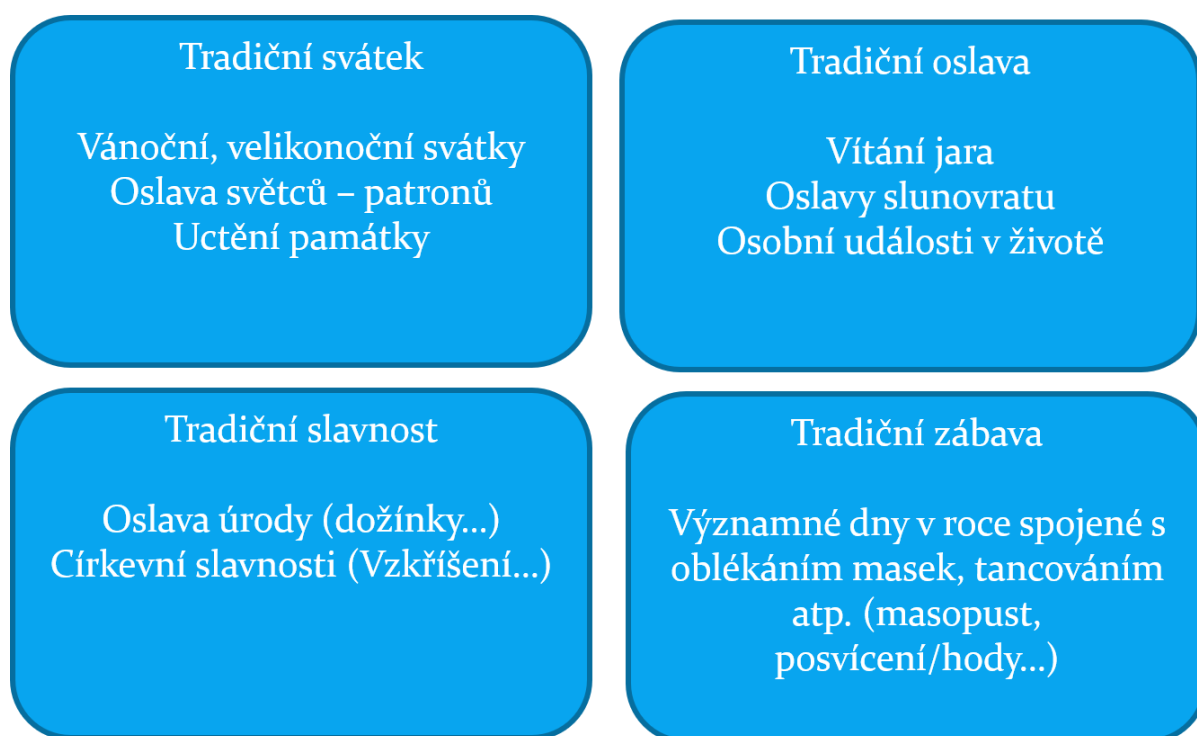 Tradiční svátek
Vánoční, velikonoční svátky
Oslava světců – patronů
Uctění památky
Tradiční oslava
Vítání jara
Oslavy slunovratu
Osobní události v životě
Tradiční slavnost
Oslava úrody (dožínky...)
Církevní slavnosti (Vzkříšení...)
Tradiční zábava
Významné dny v roce spojené s
oblékáním masek, tancováním
atp. (masopust,
posvícení/hody...)